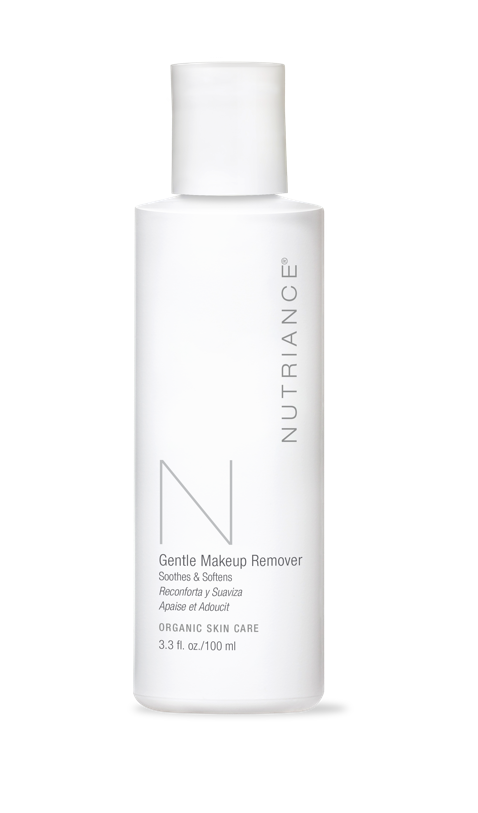 NUTRIANCE®
N
Gentle Makeup Remover
Soothes & Softens
Reconforta y Suaviza
Apaise et Adoucit
ORGANIC SKIN CARE
3.3 fl. oz./100 ml